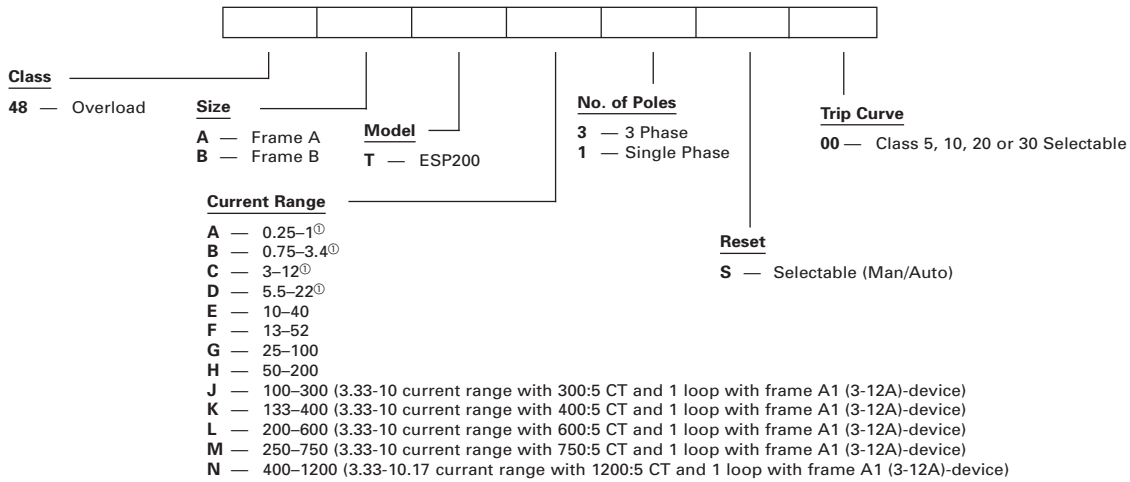 Class
48 — Overload
Size
A — Frame A
B — Frame B
Model
T — ESP200
No. of Poles
3 — 3 Phase
1 — Single Phase
Trip Curve
00 — Class 5, 10, 20 or 30 Selectable
Current Range
A — 0.25–1①
B — 0.75–3.4①
C — 3–12①
D — 5.5–22①
E — 10–40
F — 13–52
G — 25–100
H — 50–200
J — 100–300 (3.33-10 current range with 300:5 CT and 1 loop with frame A1 (3-12A)-device)
K — 133–400 (3.33-10 current range with 400:5 CT and 1 loop with frame A1 (3-12A)-device)
L — 200–600 (3.33-10 current range with 600:5 CT and 1 loop with frame A1 (3-12A)-device)
M — 250–750 (3.33-10 current range with 750:5 CT and 1 loop with frame A1 (3-12A)-device)
N — 400–1200 (3.33-10.17 currant range with 1200:5 CT and 1 loop with frame A1 (3-12A)-device)
Reset
S — Selectable (Man/Auto)